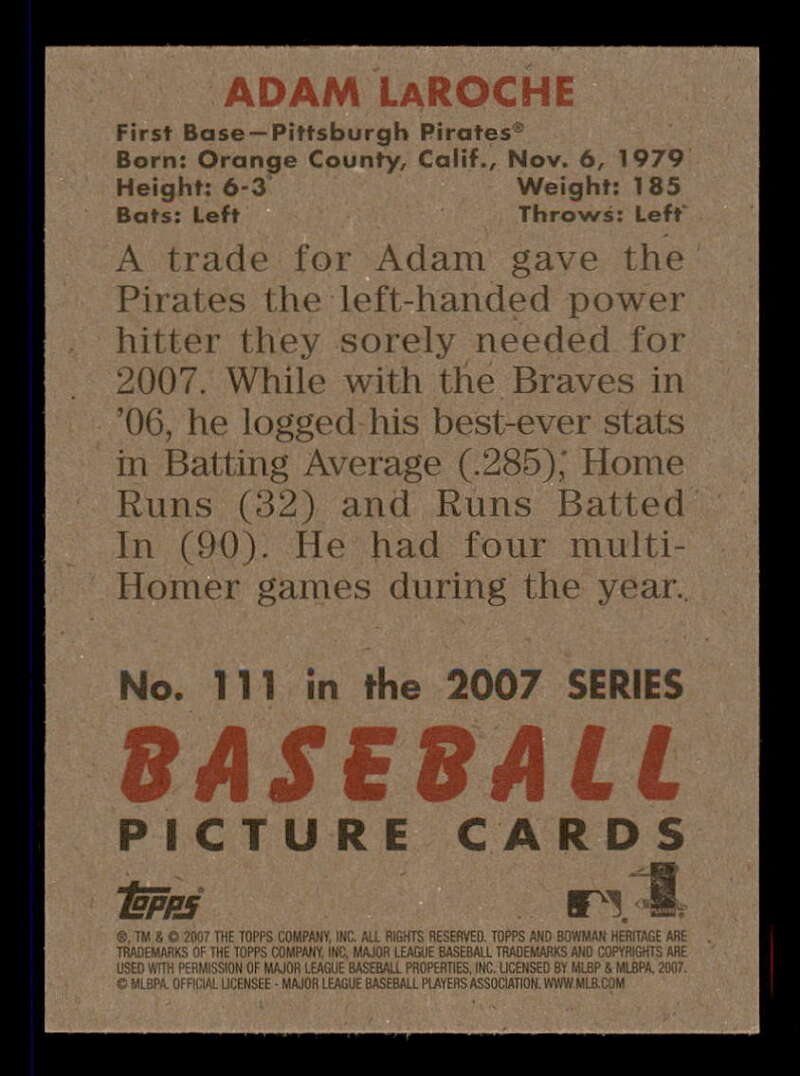 ADAM LaROCHE
First Base—Pittsburgh Pirates®
Born: Orange County, Calif., Nov. 6, 1979
Height: 6-3 Weight: 185
Bats: Left Throws: Left
A trade for Adam gave the
Pirates the left-handed power
hitter they sorely needed for
2007. While with the Braves in
’06, he logged his best-ever stats
in Batting Average (.285), Home
Runs (32) and Runs Batted
In (90). He had four multi-
Homer games during the year.
No. 111 in the 2007 SERIES
BASEBALL
PICTURE CARDS
Topps
®, TM & © 2007 THE TOPPS COMPANY, INC. ALL RIGHTS RESERVED. TOPPS AND BOWMAN HERITAGE ARE
TRADEMARKS OF THE TOPPS COMPANY, INC, MAJOR LEAGUE BASEBALL TRADEMARKS AND COPYRIGHTS ARE
USED WITH PERMISSION OF MAJOR LEAGUE BASEBALL PROPERTIES, INC. LICENSED BY MLBP & MLBPA, 2007.
© MLBPA. OFFICIAL LICENSEE - MAJOR LEAGUE BASEBALL PLAYERS ASSOCIATION. WWW.MLB.COM